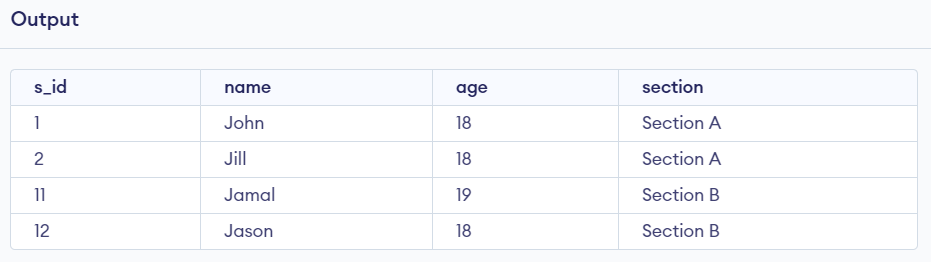 Output
s_id name age section
1 John 18 Section A
2 Jill 18 Section A
11 Jamal 19 Section B
12 Jason 18 Section B